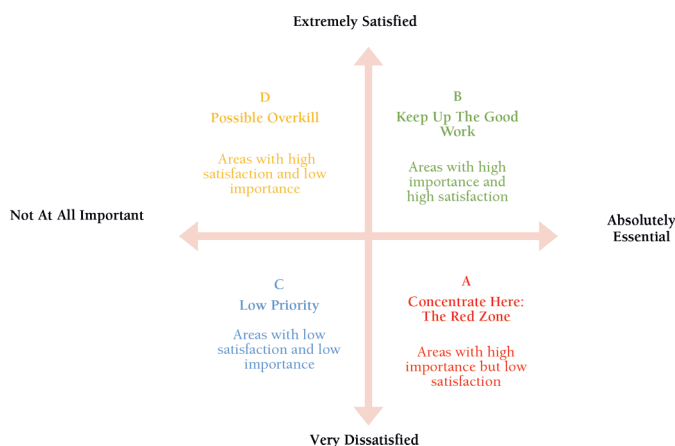 Extremely Satisfied
D
Possible Overkill
Areas with high
satisfaction and low
importance
B
Keep Up The Good
Work
Areas with high
importance and
high satisfaction
Not At All Important
Absolutely
Essential
C
Low Priority
Areas with low
satisfaction and low
importance
A
Concentrate Here:
The Red Zone
Areas with high
importance but low
satisfaction
Very Dissatisfied